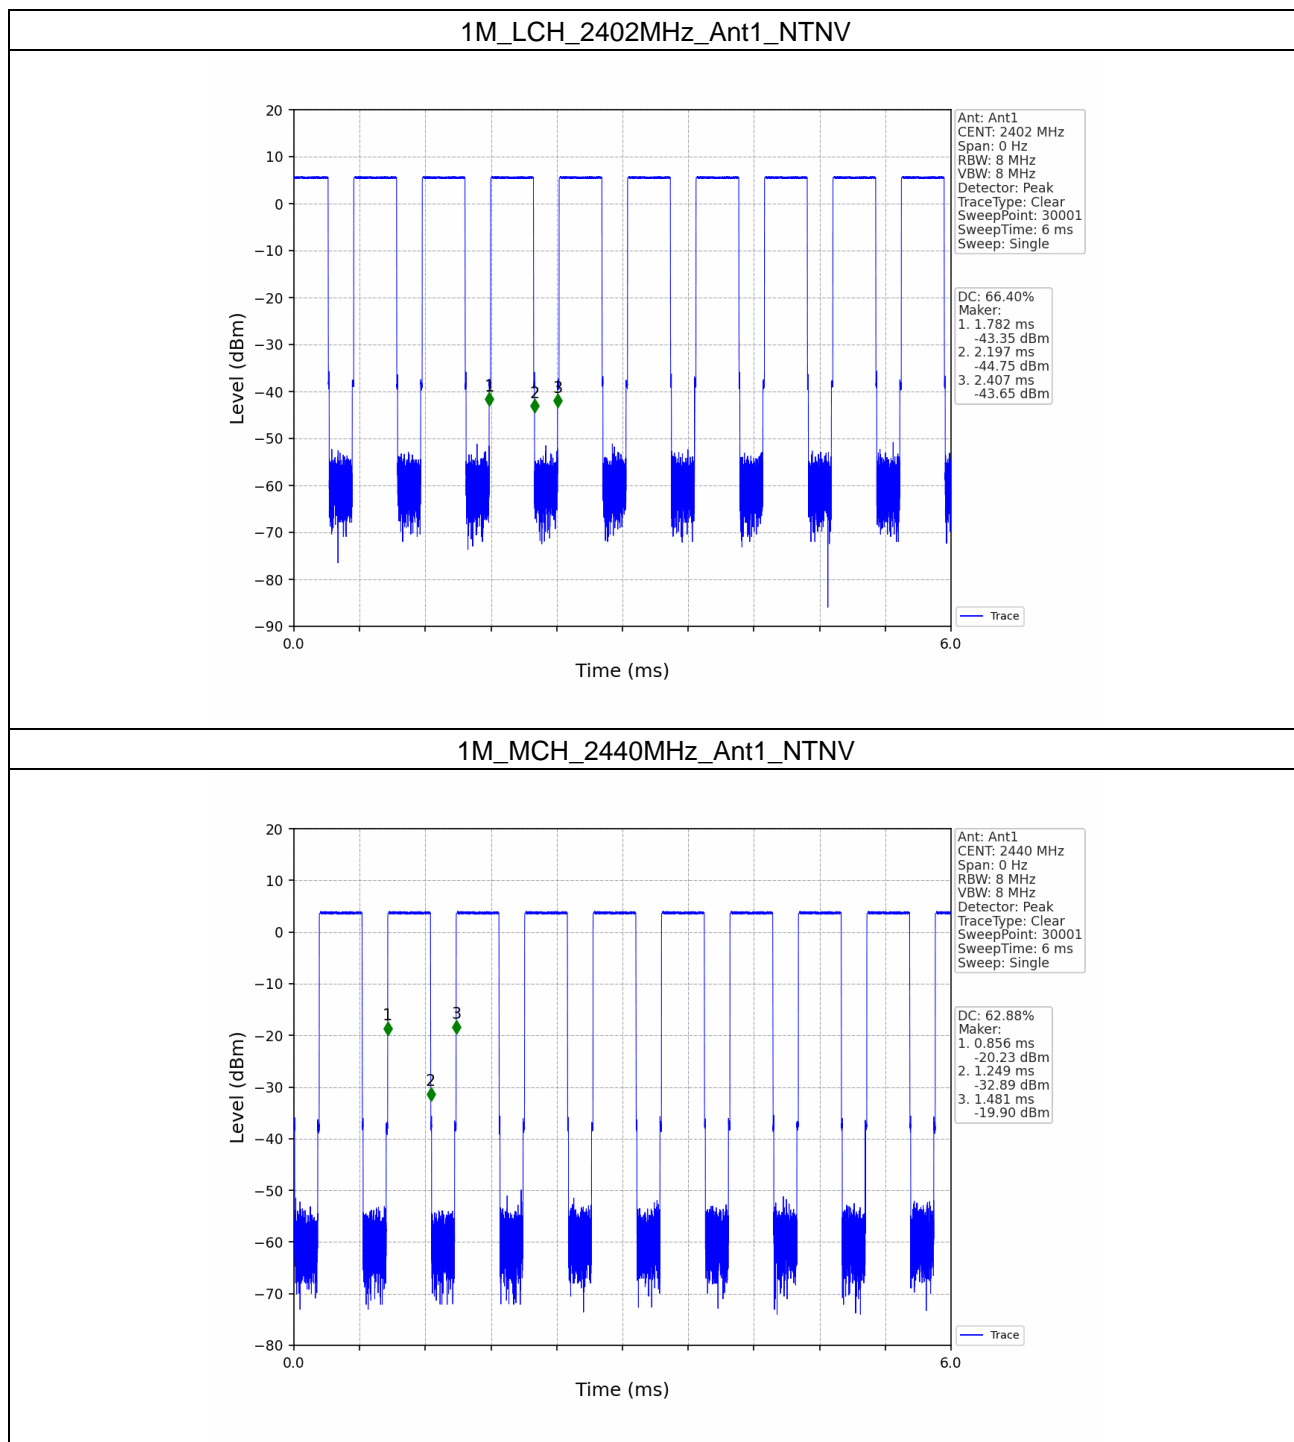 1M_LCH_2402MHz_Ant1_NTNV
20
10
0
−10
−20
−30
−40
−50
−60
−70
−80
−90
Level (dBm)
1
2
3
0.0
6.0
Time (ms)
Ant: Ant1
CENT: 2402 MHz
Span: 0 Hz
RBW: 8 MHz
VBW: 8 MHz
Detector: Peak
TraceType: Clear
SweepPoint: 30001
SweepTime: 6 ms
Sweep: Single
DC: 66.40%
Maker:
1. 1.782 ms
-43.35 dBm
2. 2.197 ms
-44.75 dBm
3. 2.407 ms
-43.65 dBm
Trace
1M_MCH_2440MHz_Ant1_NTNV
20
10
0
−10
−20
−30
−40
−50
−60
−70
−80
Level (dBm)
1
2
3
0.0
6.0
Time (ms)
Ant: Ant1
CENT: 2440 MHz
Span: 0 Hz
RBW: 8 MHz
VBW: 8 MHz
Detector: Peak
TraceType: Clear
SweepPoint: 30001
SweepTime: 6 ms
Sweep: Single
DC: 62.88%
Maker:
1. 0.856 ms
-20.23 dBm
2. 1.249 ms
-32.89 dBm
3. 1.481 ms
-19.90 dBm
Trace